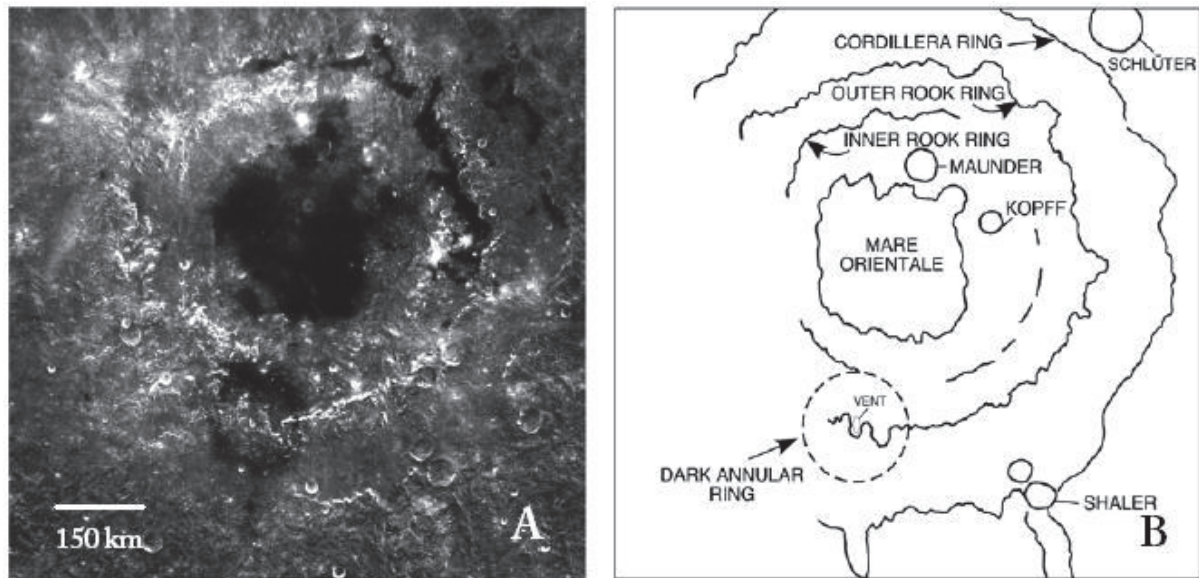 150 km
A
CORDILLERA RING
SCHLÜTER
OUTER ROOK RING
INNER ROOK RING
MAUNDER
KOPFF
MARE
ORIENTALE
VENT
DARK ANNULAR
RING
SHALER
B